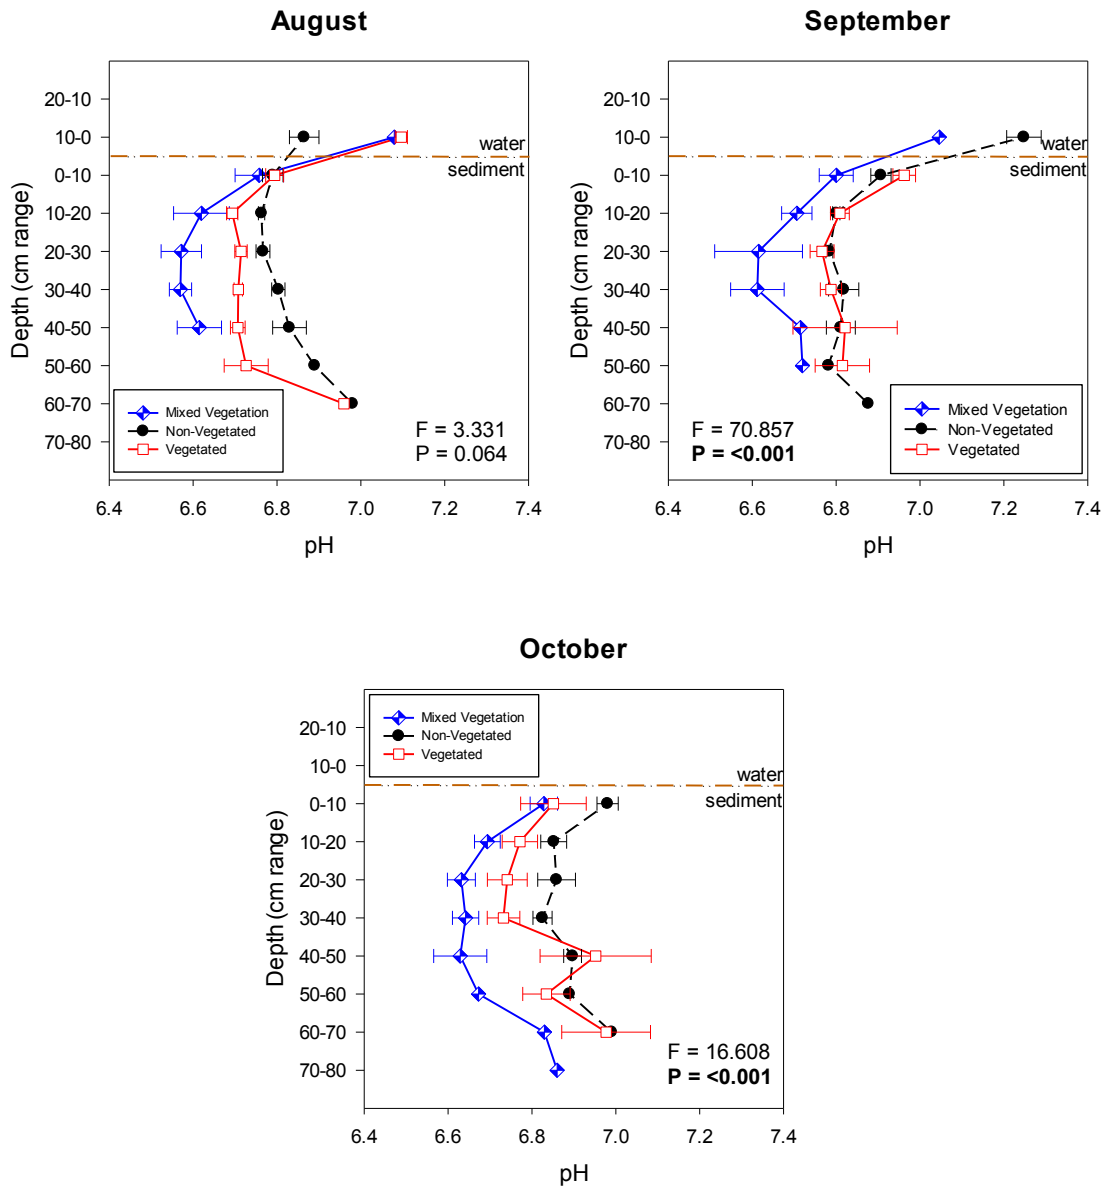 August
20-10
10-0
0-10
10-20
20-30
30-40
40-50
50-60
60-70
70-80
Depth (cm range)
water
sediment
Mixed Vegetation
Non-Vegetated
Vegetated
F = 3.331
P = 0.064
6.4 6.6 6.8 7.0 7.2 7.4
pH
September
20-10
10-0
0-10
10-20
20-30
30-40
40-50
50-60
60-70
70-80
Depth (cm range)
water
sediment
F = 70.857
P = <0.001
Mixed Vegetation
Non-Vegetated
Vegetated
6.4 6.6 6.8 7.0 7.2 7.4
pH
October
Mixed Vegetation
Non-Vegetated
Vegetated
20-10
10-0
0-10
10-20
20-30
30-40
40-50
50-60
60-70
70-80
Depth (cm range)
water
sediment
F = 16.608
P = <0.001
6.4 6.6 6.8 7.0 7.2 7.4
pH